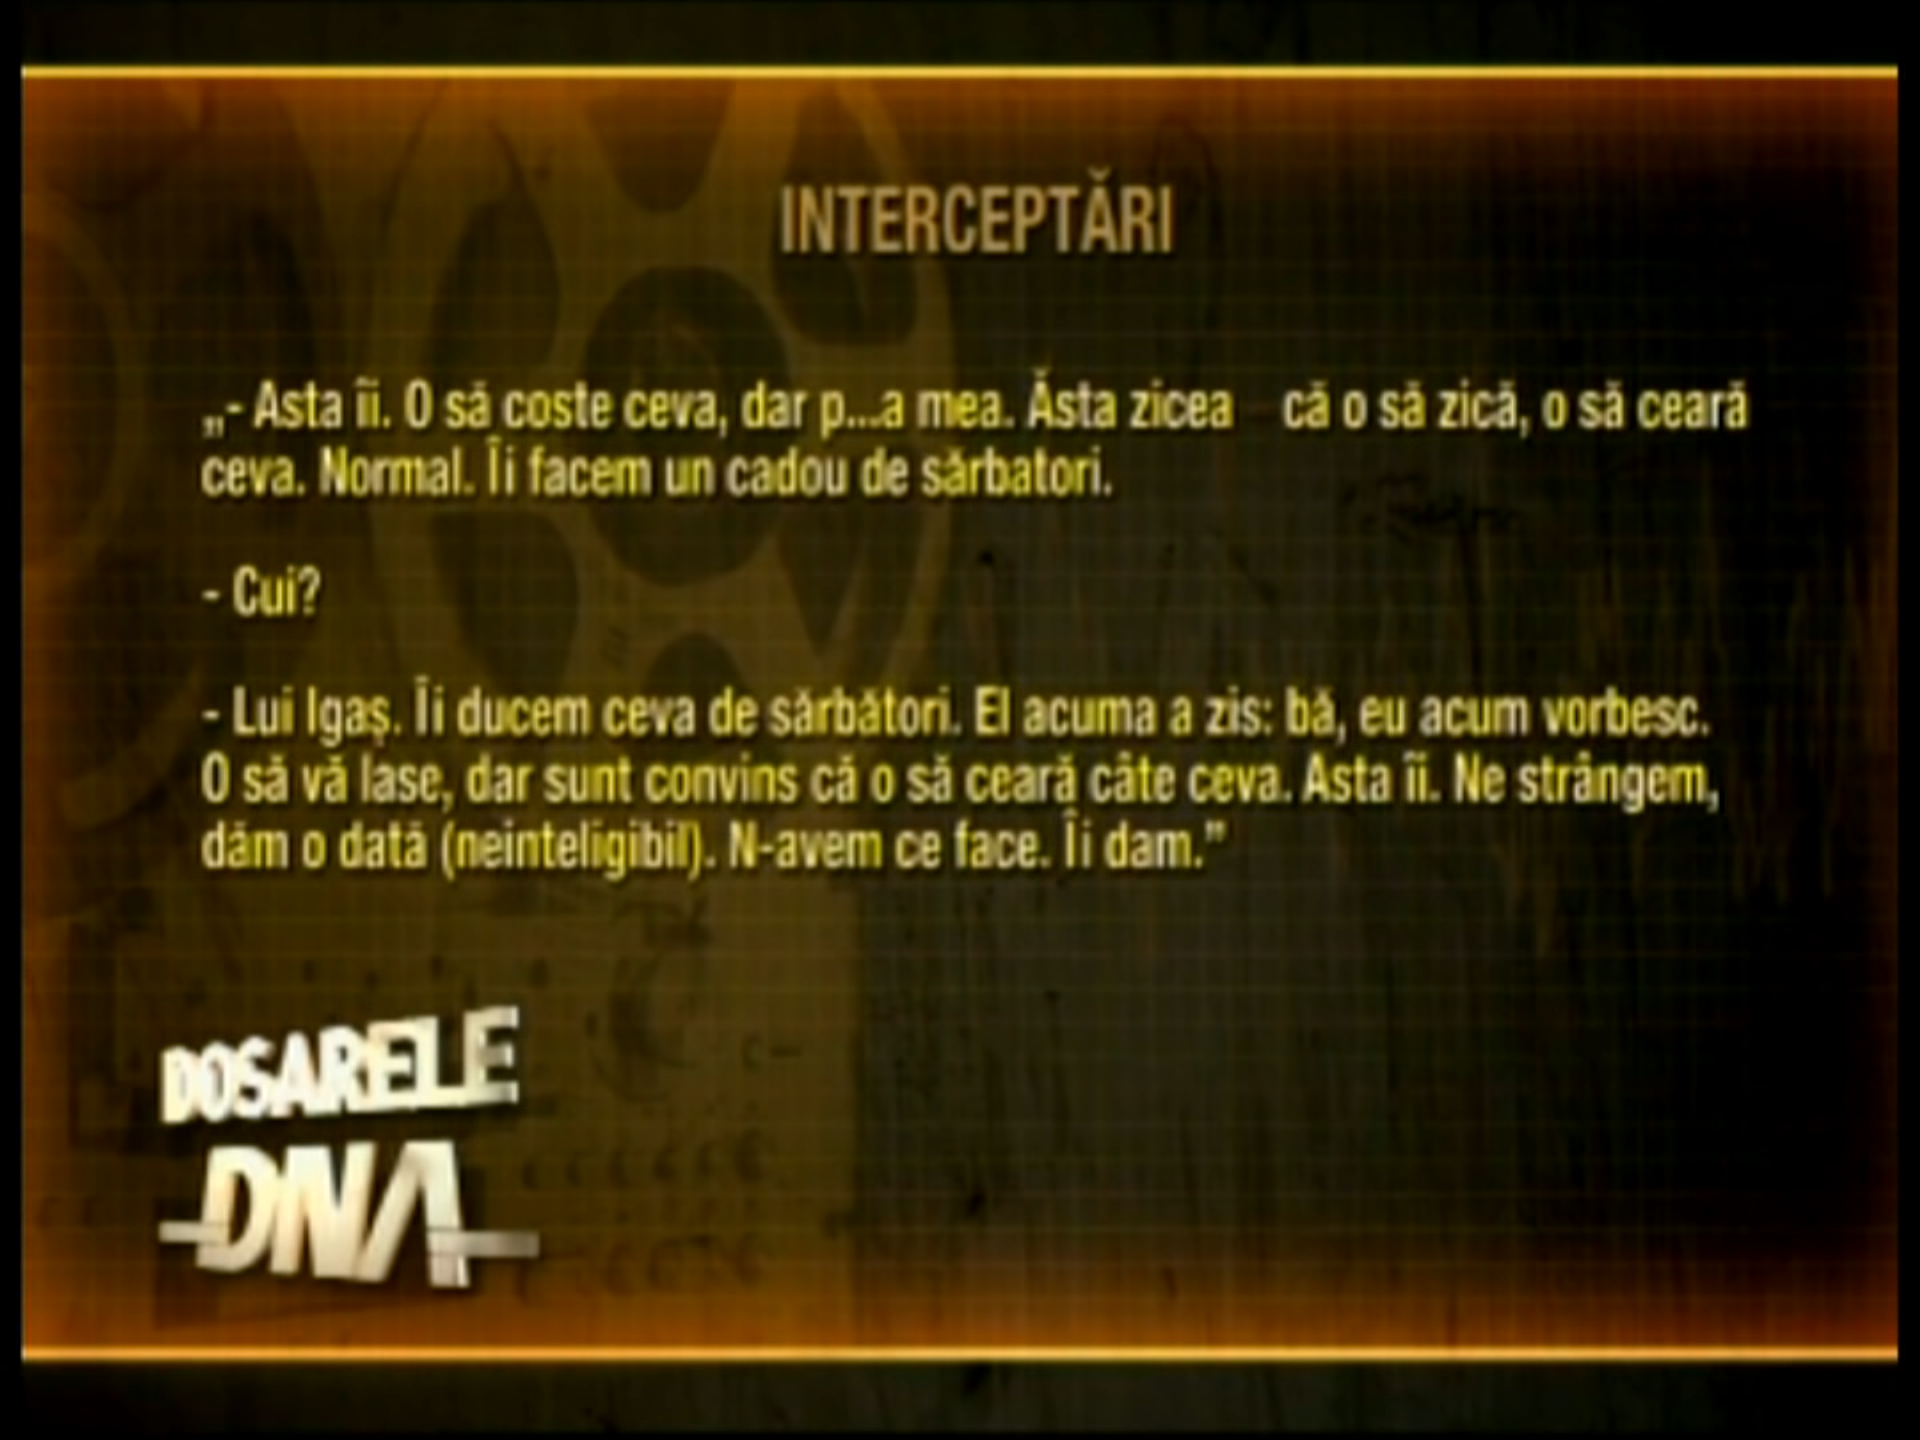 INTERCEPTĂRI
„- Asta îi. O să coste ceva, dar p...a mea. Ăsta zicea că o să zică, o să ceară
ceva. Normal. Îi facem un cadou de sărbatori.
- Cui?
- Lui Igaş. Îi ducem ceva de sărbători. El acuma a zis: bă, eu acum vorbesc.
O să vă lase, dar sunt convins că o să ceară câte ceva. Asta îi. Ne strângem,
dăm o dată (neinteligibil). N-avem ce face. Îi dam.”
DOSARELE
DNA